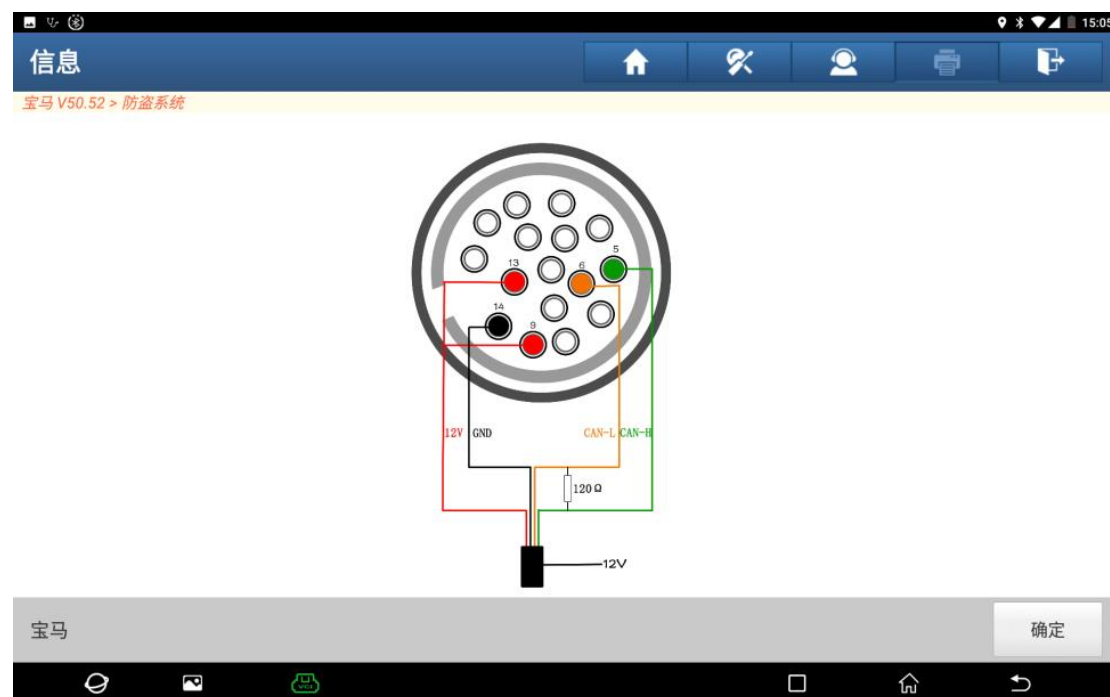 15:05
信息
宝马 V50.52 > 防盗系统
5
13
6
14
9
12V GND CAN-L CAN-H
120Ω
12V
宝马
确定
VCI